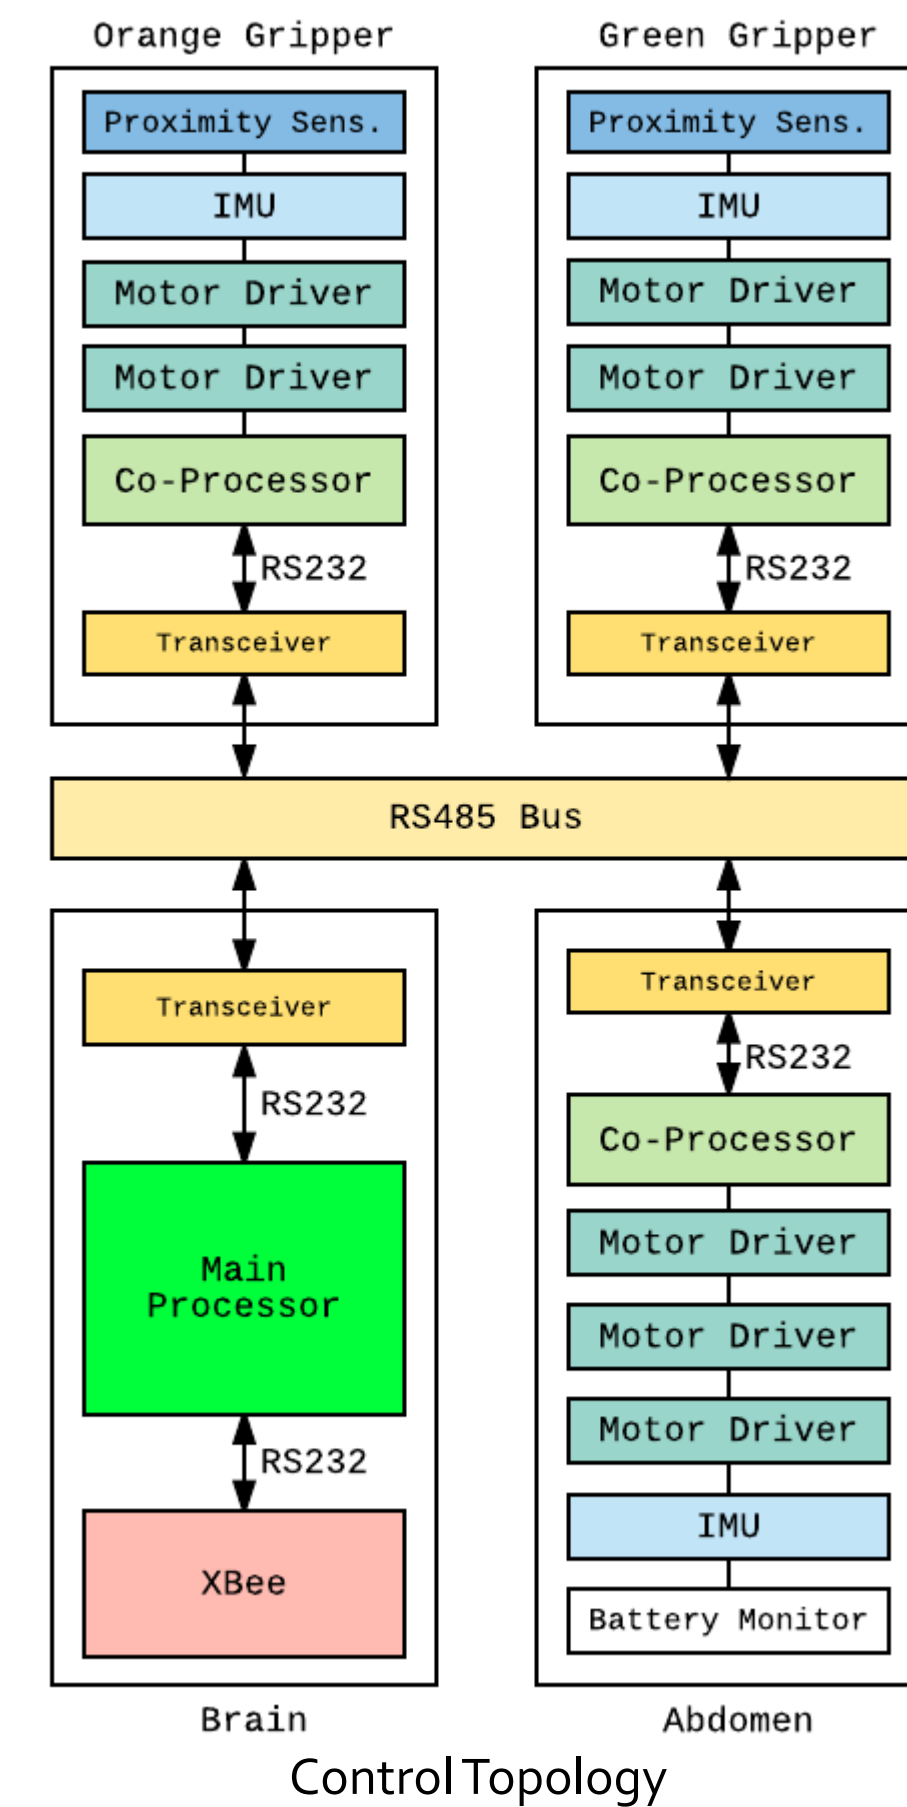 Orange Gripper
Proximity Sens.
IMU
Motor Driver
Motor Driver
Co-Processor
RS232
Transceiver
Green Gripper
Proximity Sens.
IMU
Motor Driver
Motor Driver
Co-Processor
RS232
Transceiver
RS485 Bus
Transceiver
RS232
Main
Processor
RS232
XBee
Brain
Transceiver
RS232
Co-Processor
Motor Driver
Motor Driver
Motor Driver
IMU
Battery Monitor
Abdomen
Control Topology